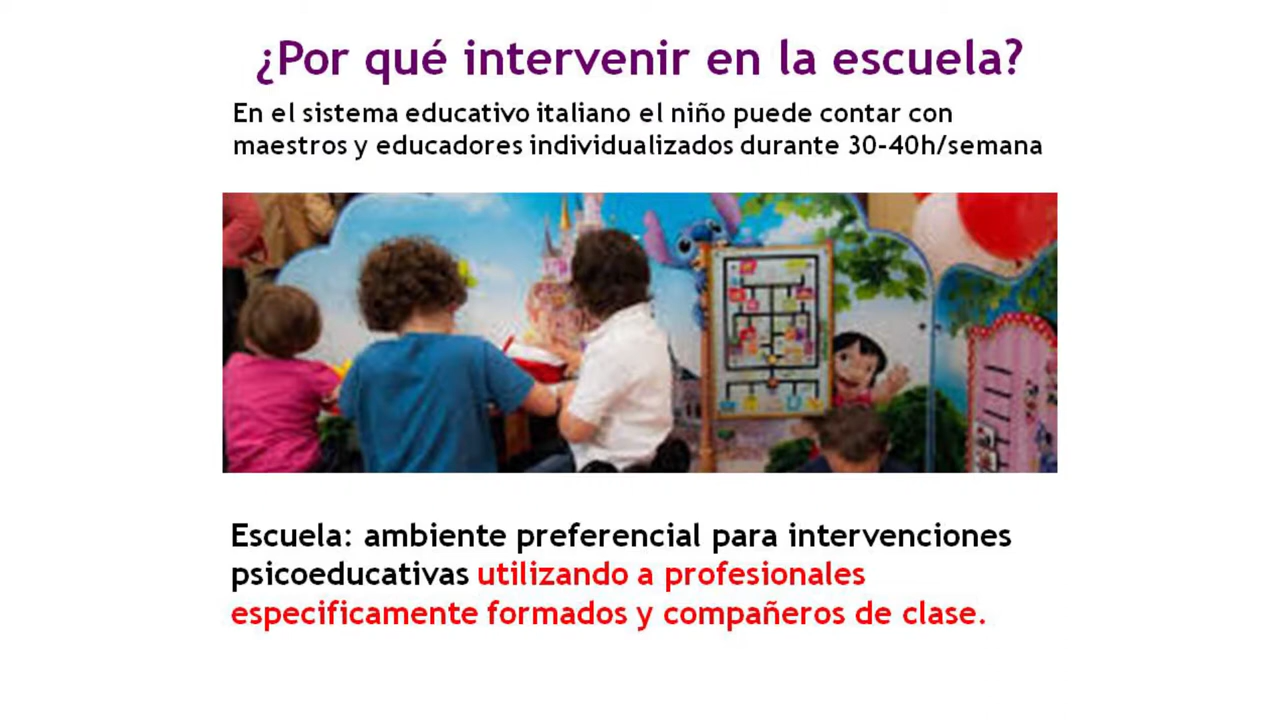 ¿Por qué intervenir en la escuela?
En el sistema educativo italiano el niño puede contar con
maestros y educadores individualizados durante 30-40h/semana
Escuela: ambiente preferencial para intervenciones
psicoeducativas utilizando a profesionales
especificamente formados y compañeros de clase.